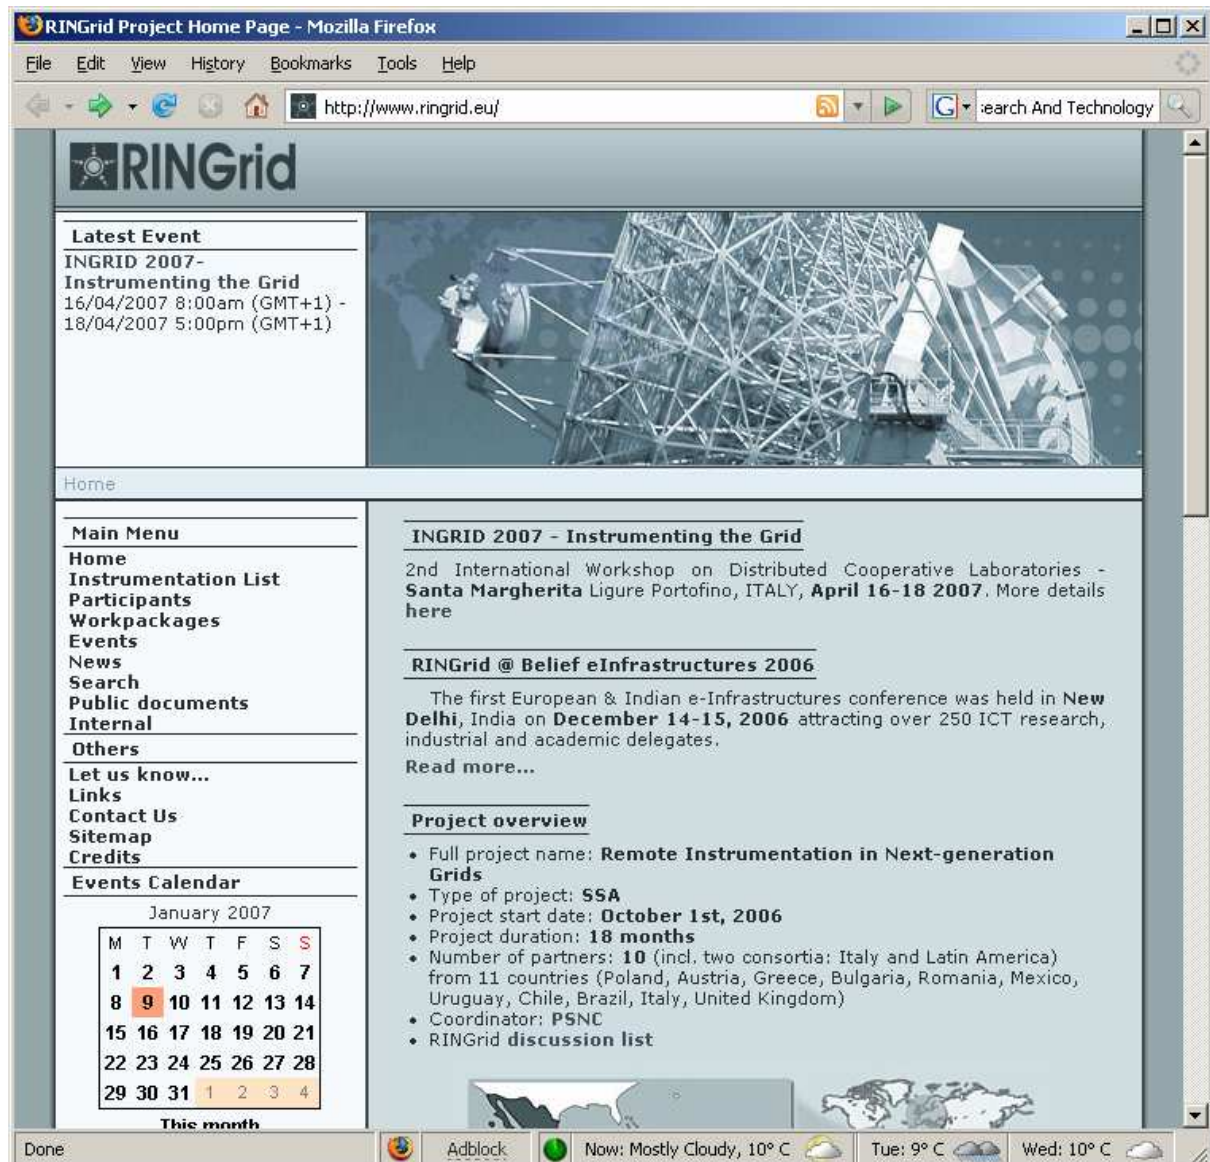 RINGrid Project Home Page - Mozilla Firefox
File Edit View History Bookmarks Tools Help
http://www.ringrid.eu/
G
earch And Technology
RINGrid
Latest Event
INGRID 2007-
Instrumenting the Grid
16/04/2007 8:00am (GMT+1) -
18/04/2007 5:00pm (GMT+1)
Home
Main Menu
Home
Instrumentation List
Participants
Workpackages
Events
News
Search
Public documents
Internal
Others
Let us know...
Links
Contact Us
Sitemap
Credits
Events Calendar
January 2007
M T W T F S S
1 2 3 4 5 6 7
8 9 10 11 12 13 14
15 16 17 18 19 20 21
22 23 24 25 26 27 28
29 30 31 1 2 3 4
This month
INGRID 2007 - Instrumenting the Grid
2nd International Workshop on Distributed Cooperative Laboratories -
Santa Margherita Ligure Portofino, ITALY, April 16-18 2007. More details
here
RINGrid @ Belief eInfrastructures 2006
The first European & Indian e-Infrastructures conference was held in New
Delhi, India on December 14-15, 2006 attracting over 250 ICT research,
industrial and academic delegates.
Read more...
Project overview
• Full project name: Remote Instrumentation in Next-generation
Grids
• Type of project: SSA
• Project start date: October 1st, 2006
• Project duration: 18 months
• Number of partners: 10 (incl. two consortia: Italy and Latin America)
from 11 countries (Poland, Austria, Greece, Bulgaria, Romania, Mexico,
Uruguay, Chile, Brazil, Italy, United Kingdom)
• Coordinator: PSNC
• RINGrid discussion list
Done
Adblock
Now: Mostly Cloudy, 10° C
Tue: 9° C
Wed: 10° C